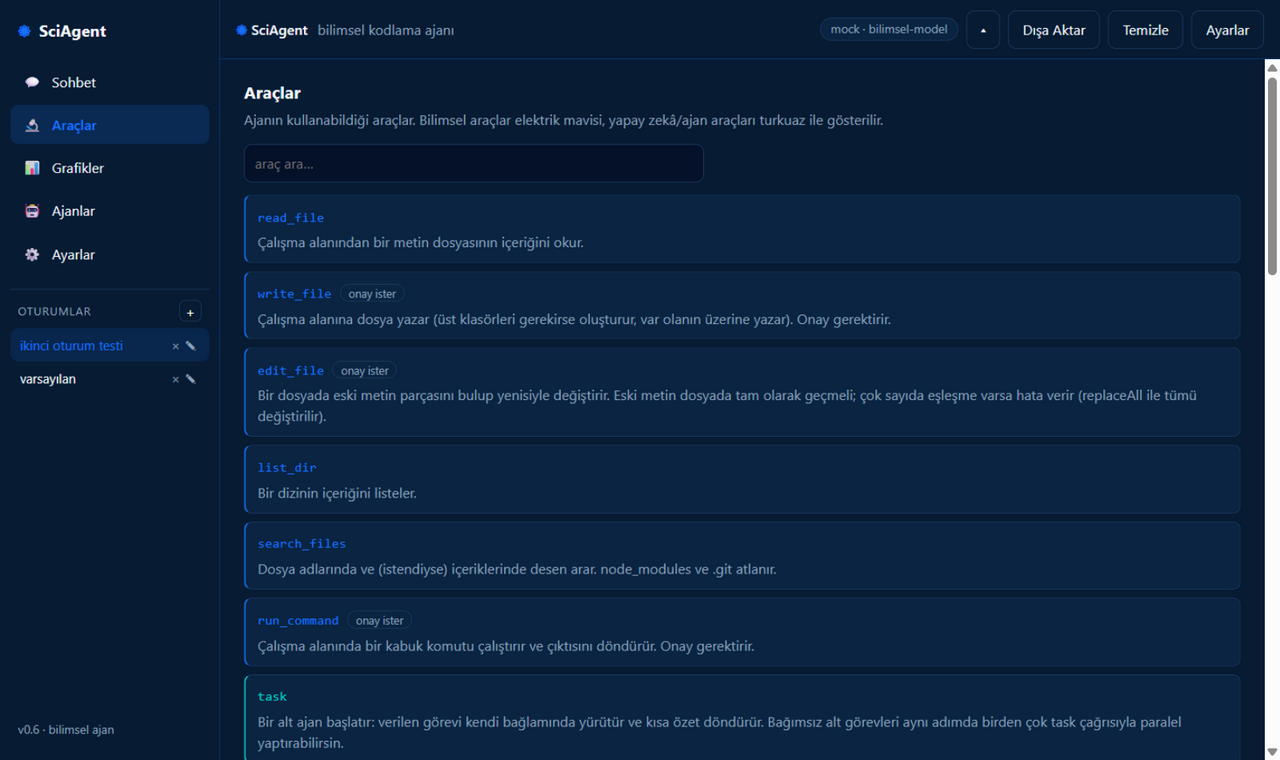 SciAgent
Sohbet
Araçlar
Grafikler
Ajanlar
Ayarlar
OTURUMLAR
+
ikinci oturum testi
×
varsayılan
×
v0.6 · bilimsel ajan
SciAgent bilimsel kodlama ajanı
mock · bilimsel-model
Dışa Aktar
Temizle
Ayarlar
Araçlar
Ajanın kullanabildiği araçlar. Bilimsel araçlar elektrik mavisi, yapay zekâ/ajan araçları turkuaz ile gösterilir.
araç ara...
read_file
Çalışma alanından bir metin dosyasının içeriğini okur.
write_file onay ister
Çalışma alanına dosya yazar (üst klasörleri gerekirse oluşturur, var olanın üzerine yazar). Onay gerektirir.
edit_file onay ister
Bir dosyada eski metin parçasını bulup yenisiyle değiştirir. Eski metin dosyada tam olarak geçmeli; çok sayıda eşleşme varsa hata verir (replaceAll ile tümü
değiştirilir).
list_dir
Bir dizinin içeriğini listeler.
search_files
Dosya adlarında ve (istendiyse) içeriklerinde desen arar. node_modules ve .git atlanır.
run_command onay ister
Çalışma alanında bir kabuk komutu çalıştırır ve çıktısını döndürür. Onay gerektirir.
task
Bir alt ajan başlatır: verilen görevi kendi bağlamında yürütür ve kısa özet döndürür. Bağımsız alt görevleri aynı adımda birden çok task çağrısıyla paralel
yaptırabilirsin.